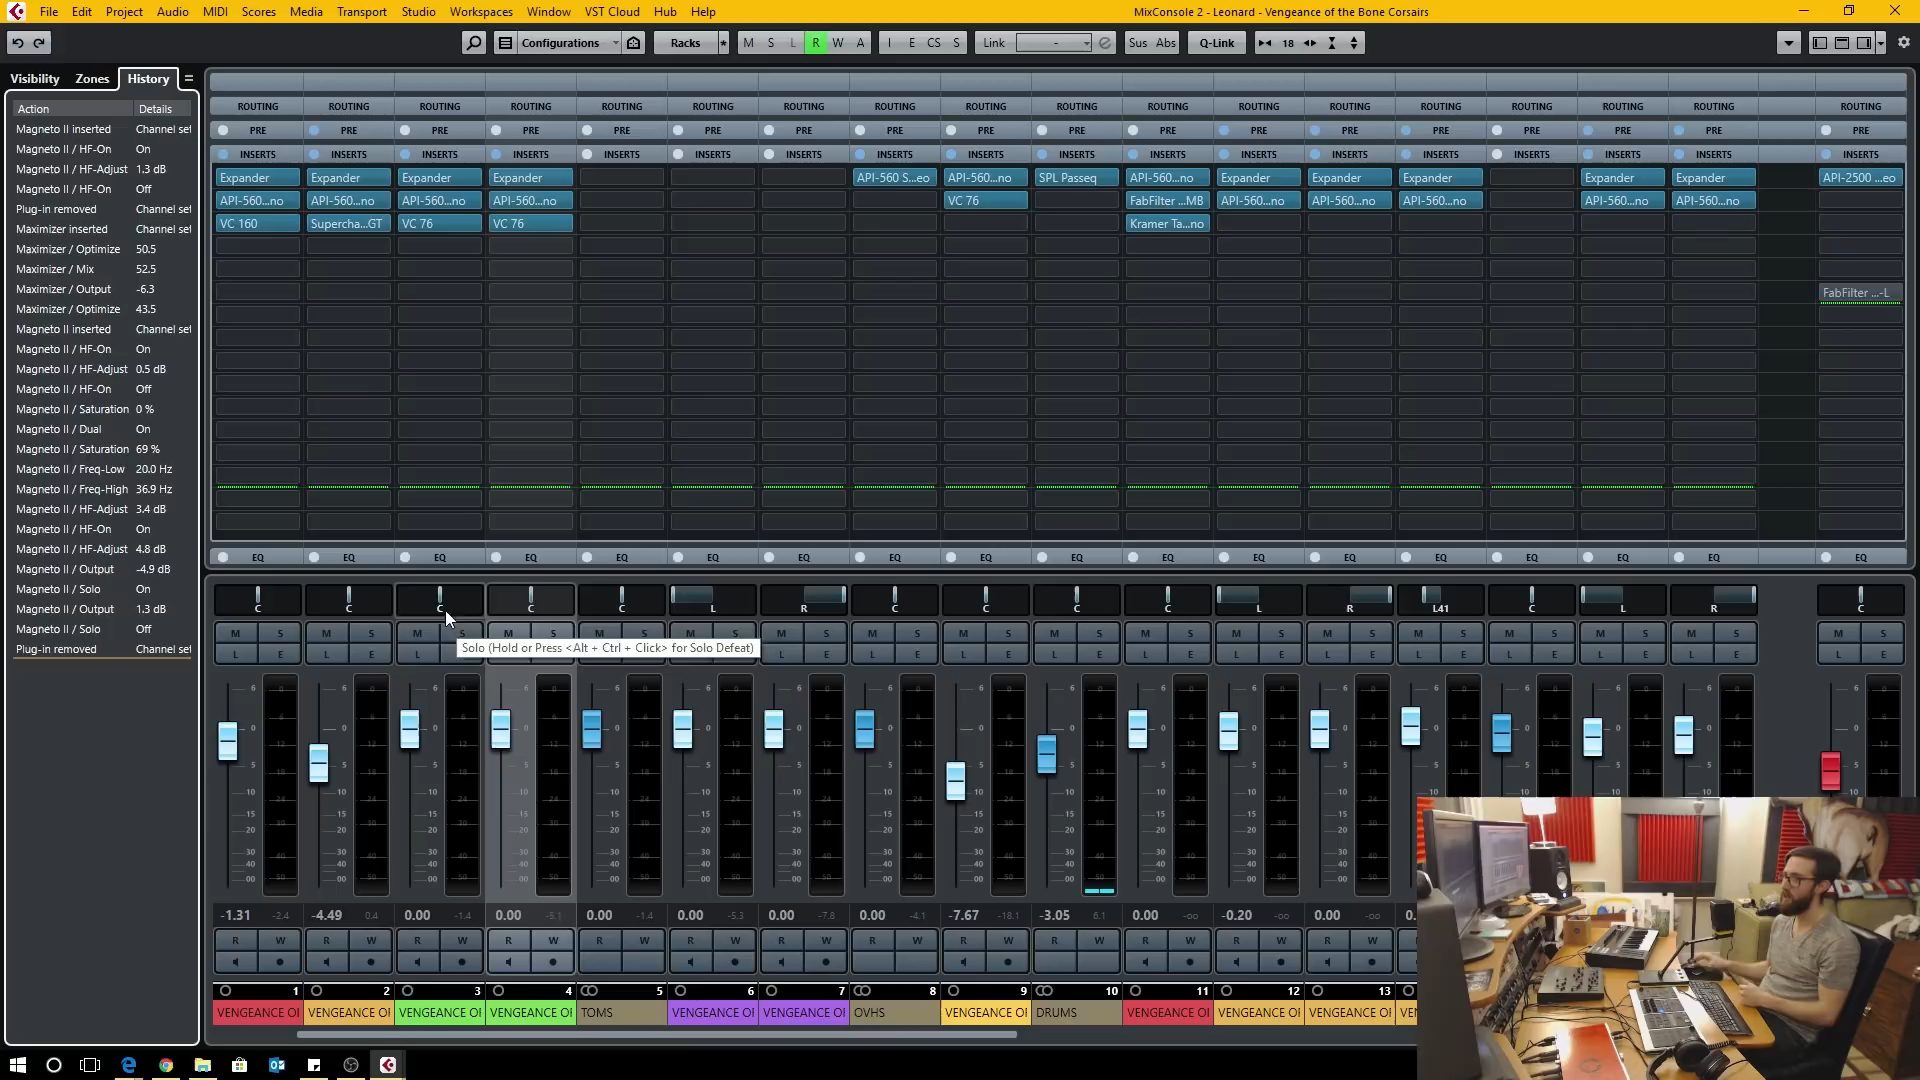 File Edit Project Audio MIDI Scores Media Transport Studio Workspaces Window VST Cloud Hub Help
MixConsole 2 - Leonard - Vengeance of the Bone Corsairs
Configurations Racks M S L R W A I E CS S Link - Sus Abs Q-Link 18
Visibility Zones History
Action Details
Magneto II inserted Channel set
Magneto II / HF-On On
Magneto II / HF-Adjust 1.3 dB
Magneto II / HF-On Off
Plug-in removed Channel set
Maximizer inserted Channel set
Maximizer / Optimize 50.5
Maximizer / Mix 52.5
Maximizer / Output -6.3
Maximizer / Optimize 43.5
Magneto II inserted Channel set
Magneto II / HF-On On
Magneto II / HF-Adjust 0.5 dB
Magneto II / HF-On Off
Magneto II / Saturation 0 %
Magneto II / Dual On
Magneto II / Saturation 69 %
Magneto II / Freq-Low 20.0 Hz
Magneto II / Freq-High 36.9 Hz
Magneto II / HF-Adjust 3.4 dB
Magneto II / HF-On On
Magneto II / HF-Adjust 4.8 dB
Magneto II / Output -4.9 dB
Magneto II / Solo On
Magneto II / Output 1.3 dB
Magneto II / Solo Off
Plug-in removed Channel set
ROUTING ROUTING ROUTING ROUTING ROUTING ROUTING ROUTING ROUTING ROUTING ROUTING ROUTING ROUTING ROUTING ROUTING ROUTING ROUTING ROUTING ROUTING
PRE PRE PRE PRE PRE PRE PRE PRE PRE PRE PRE PRE PRE PRE PRE PRE PRE PRE
INSERTS INSERTS INSERTS INSERTS INSERTS INSERTS INSERTS INSERTS INSERTS INSERTS INSERTS INSERTS INSERTS INSERTS INSERTS INSERTS INSERTS INSERTS
Expander Expander Expander Expander API-560 S...eo API-560...no SPL Passeq API-560...no Expander Expander Expander Expander Expander API-2500 ...eo
API-560...no API-560...no API-560...no API-560...no VC 76 FabFilter ...MB API-560...no API-560...no API-560...no API-560...no API-560...no
VC 160 Supercha...GT VC 76 VC 76 Kramer Ta...no
FabFilter ...-L
EQ EQ EQ EQ EQ EQ EQ EQ EQ EQ EQ EQ EQ EQ EQ EQ EQ EQ
C C C C C L R C C C C L R L41 C L R C
M S M S M S M S M S M S M S M S M S M S M S M S M S M S M S M S M S M S
L E L E L L E L E L E L E L E L E L E L E L E L E L E L E
Solo (Hold or Press <Alt + Ctrl + Click> for Solo Defeat)
-1.31 -2.4 -4.49 0.4 0.00 -1.4 0.00 -5.1 0.00 -1.4 0.00 -5.3 0.00 -7.8 0.00 -4.1 -7.67 -18.1 -3.05 6.1 0.00 -oo -0.20 -oo 0.00 -oo 0.
R W R W R W R W R W R W R W R W R W R W R W R W R W R
1 2 3 4 5 6 7 8 9 10 11 12 13
VENGEANCE OF VENGEANCE OF VENGEANCE OF VENGEANCE OF TOMS VENGEANCE OF VENGEANCE OF OVHS VENGEANCE OF DRUMS VENGEANCE OF VENGEANCE OF VENGEANCE OF VENGE